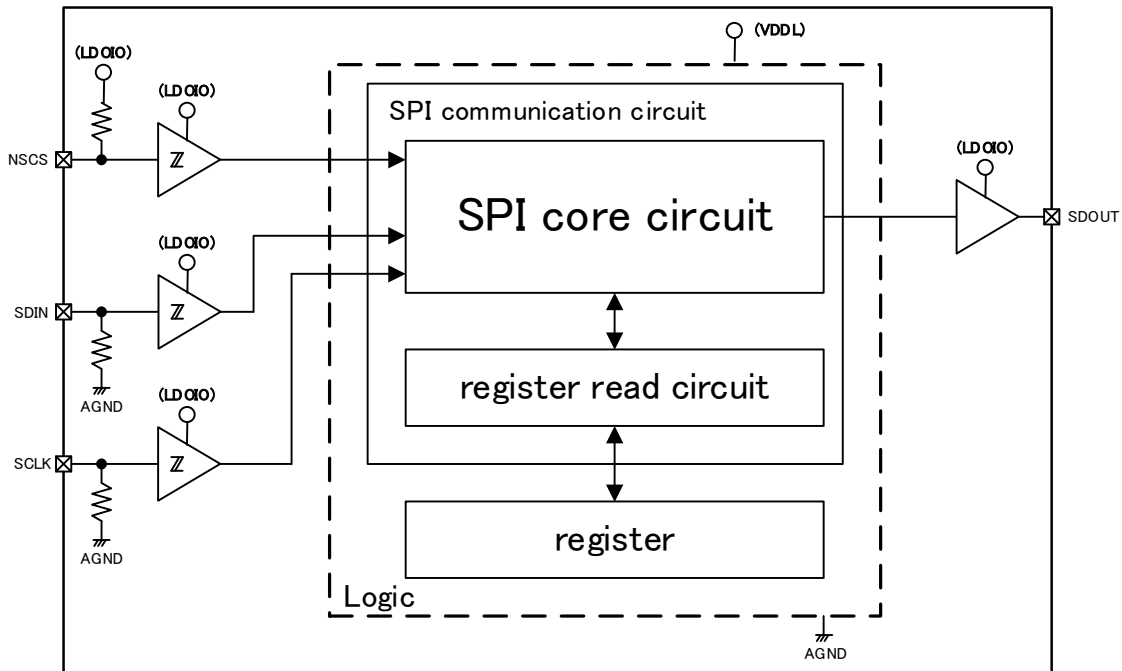 (VDDL)
(LDOIO)
(LDOIO)
SPI communication circuit
NSCS
SPI core circuit
(LDOIO)
SDOUT
(LDOIO)
SDIN
AGND
register read circuit
(LDOIO)
SCLK
AGND
register
Logic
AGND